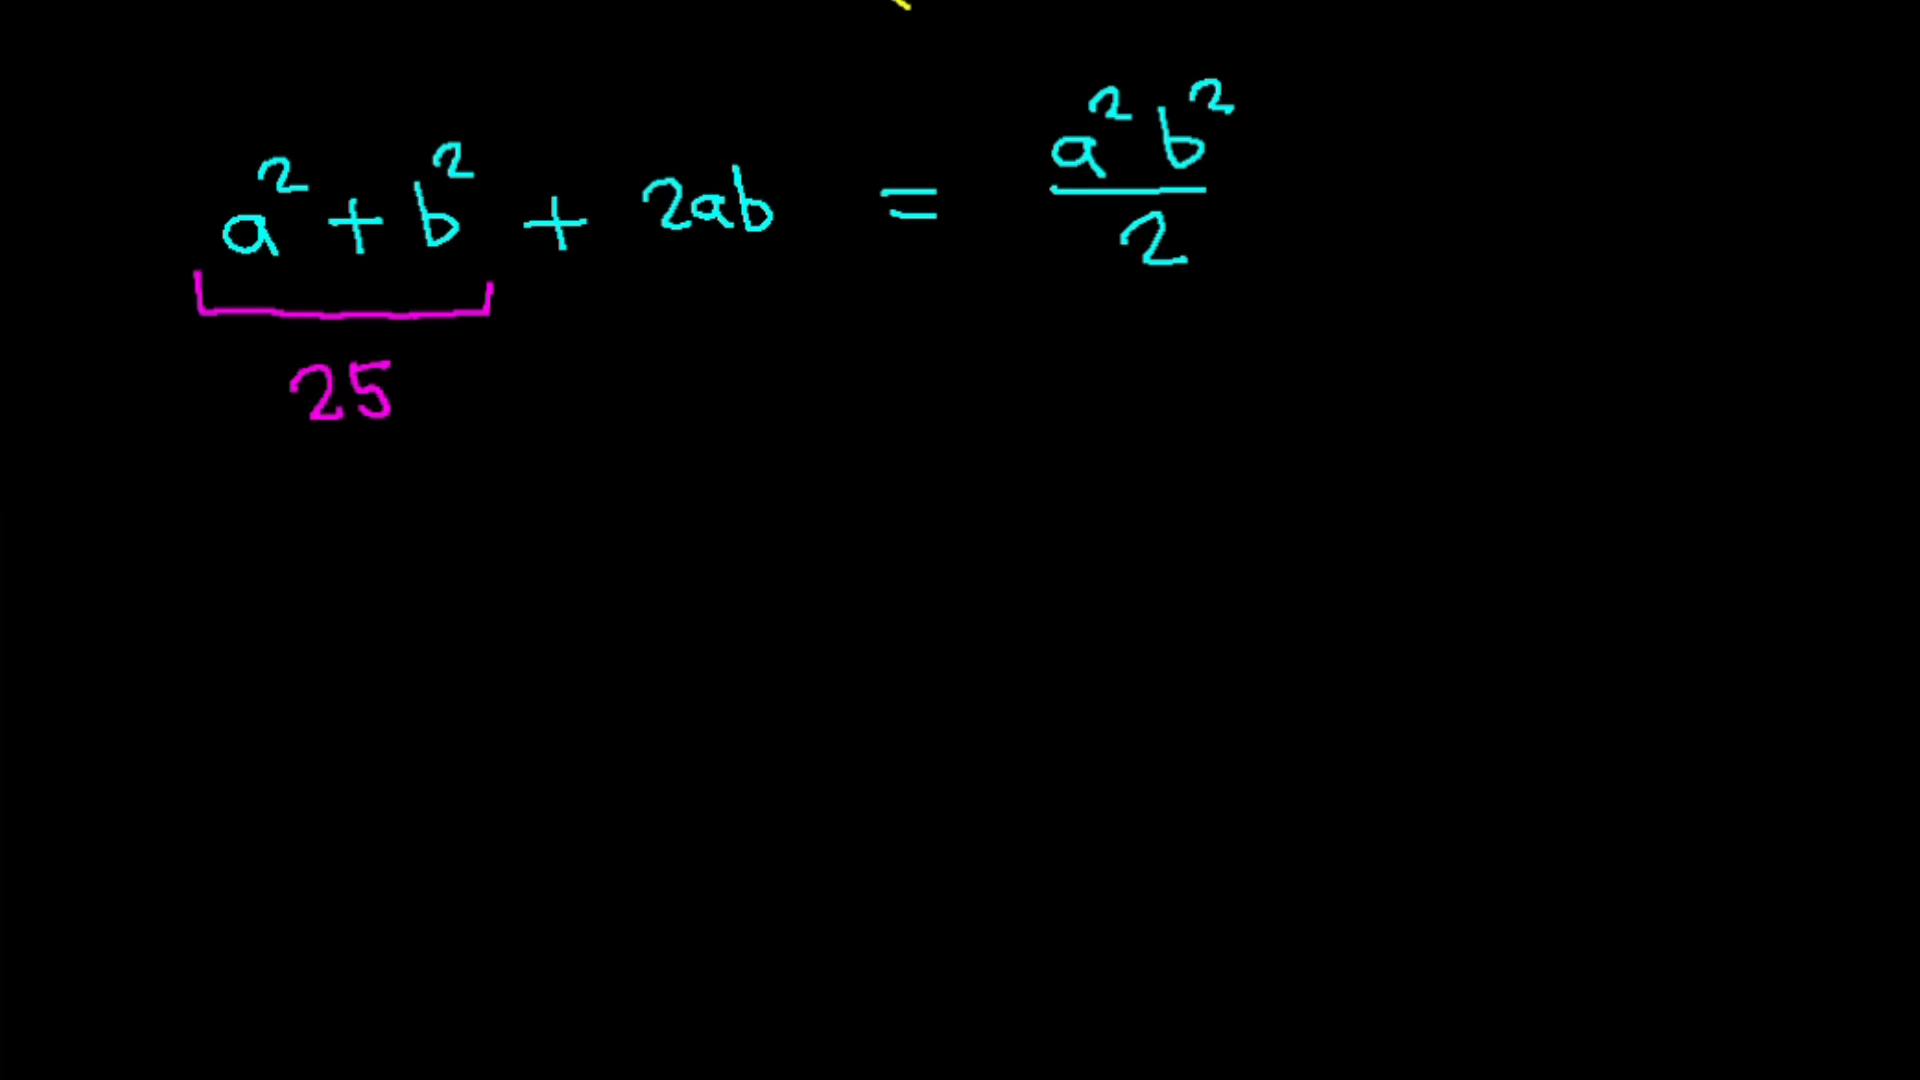 a² + b² + 2ab = a²b²/2
25